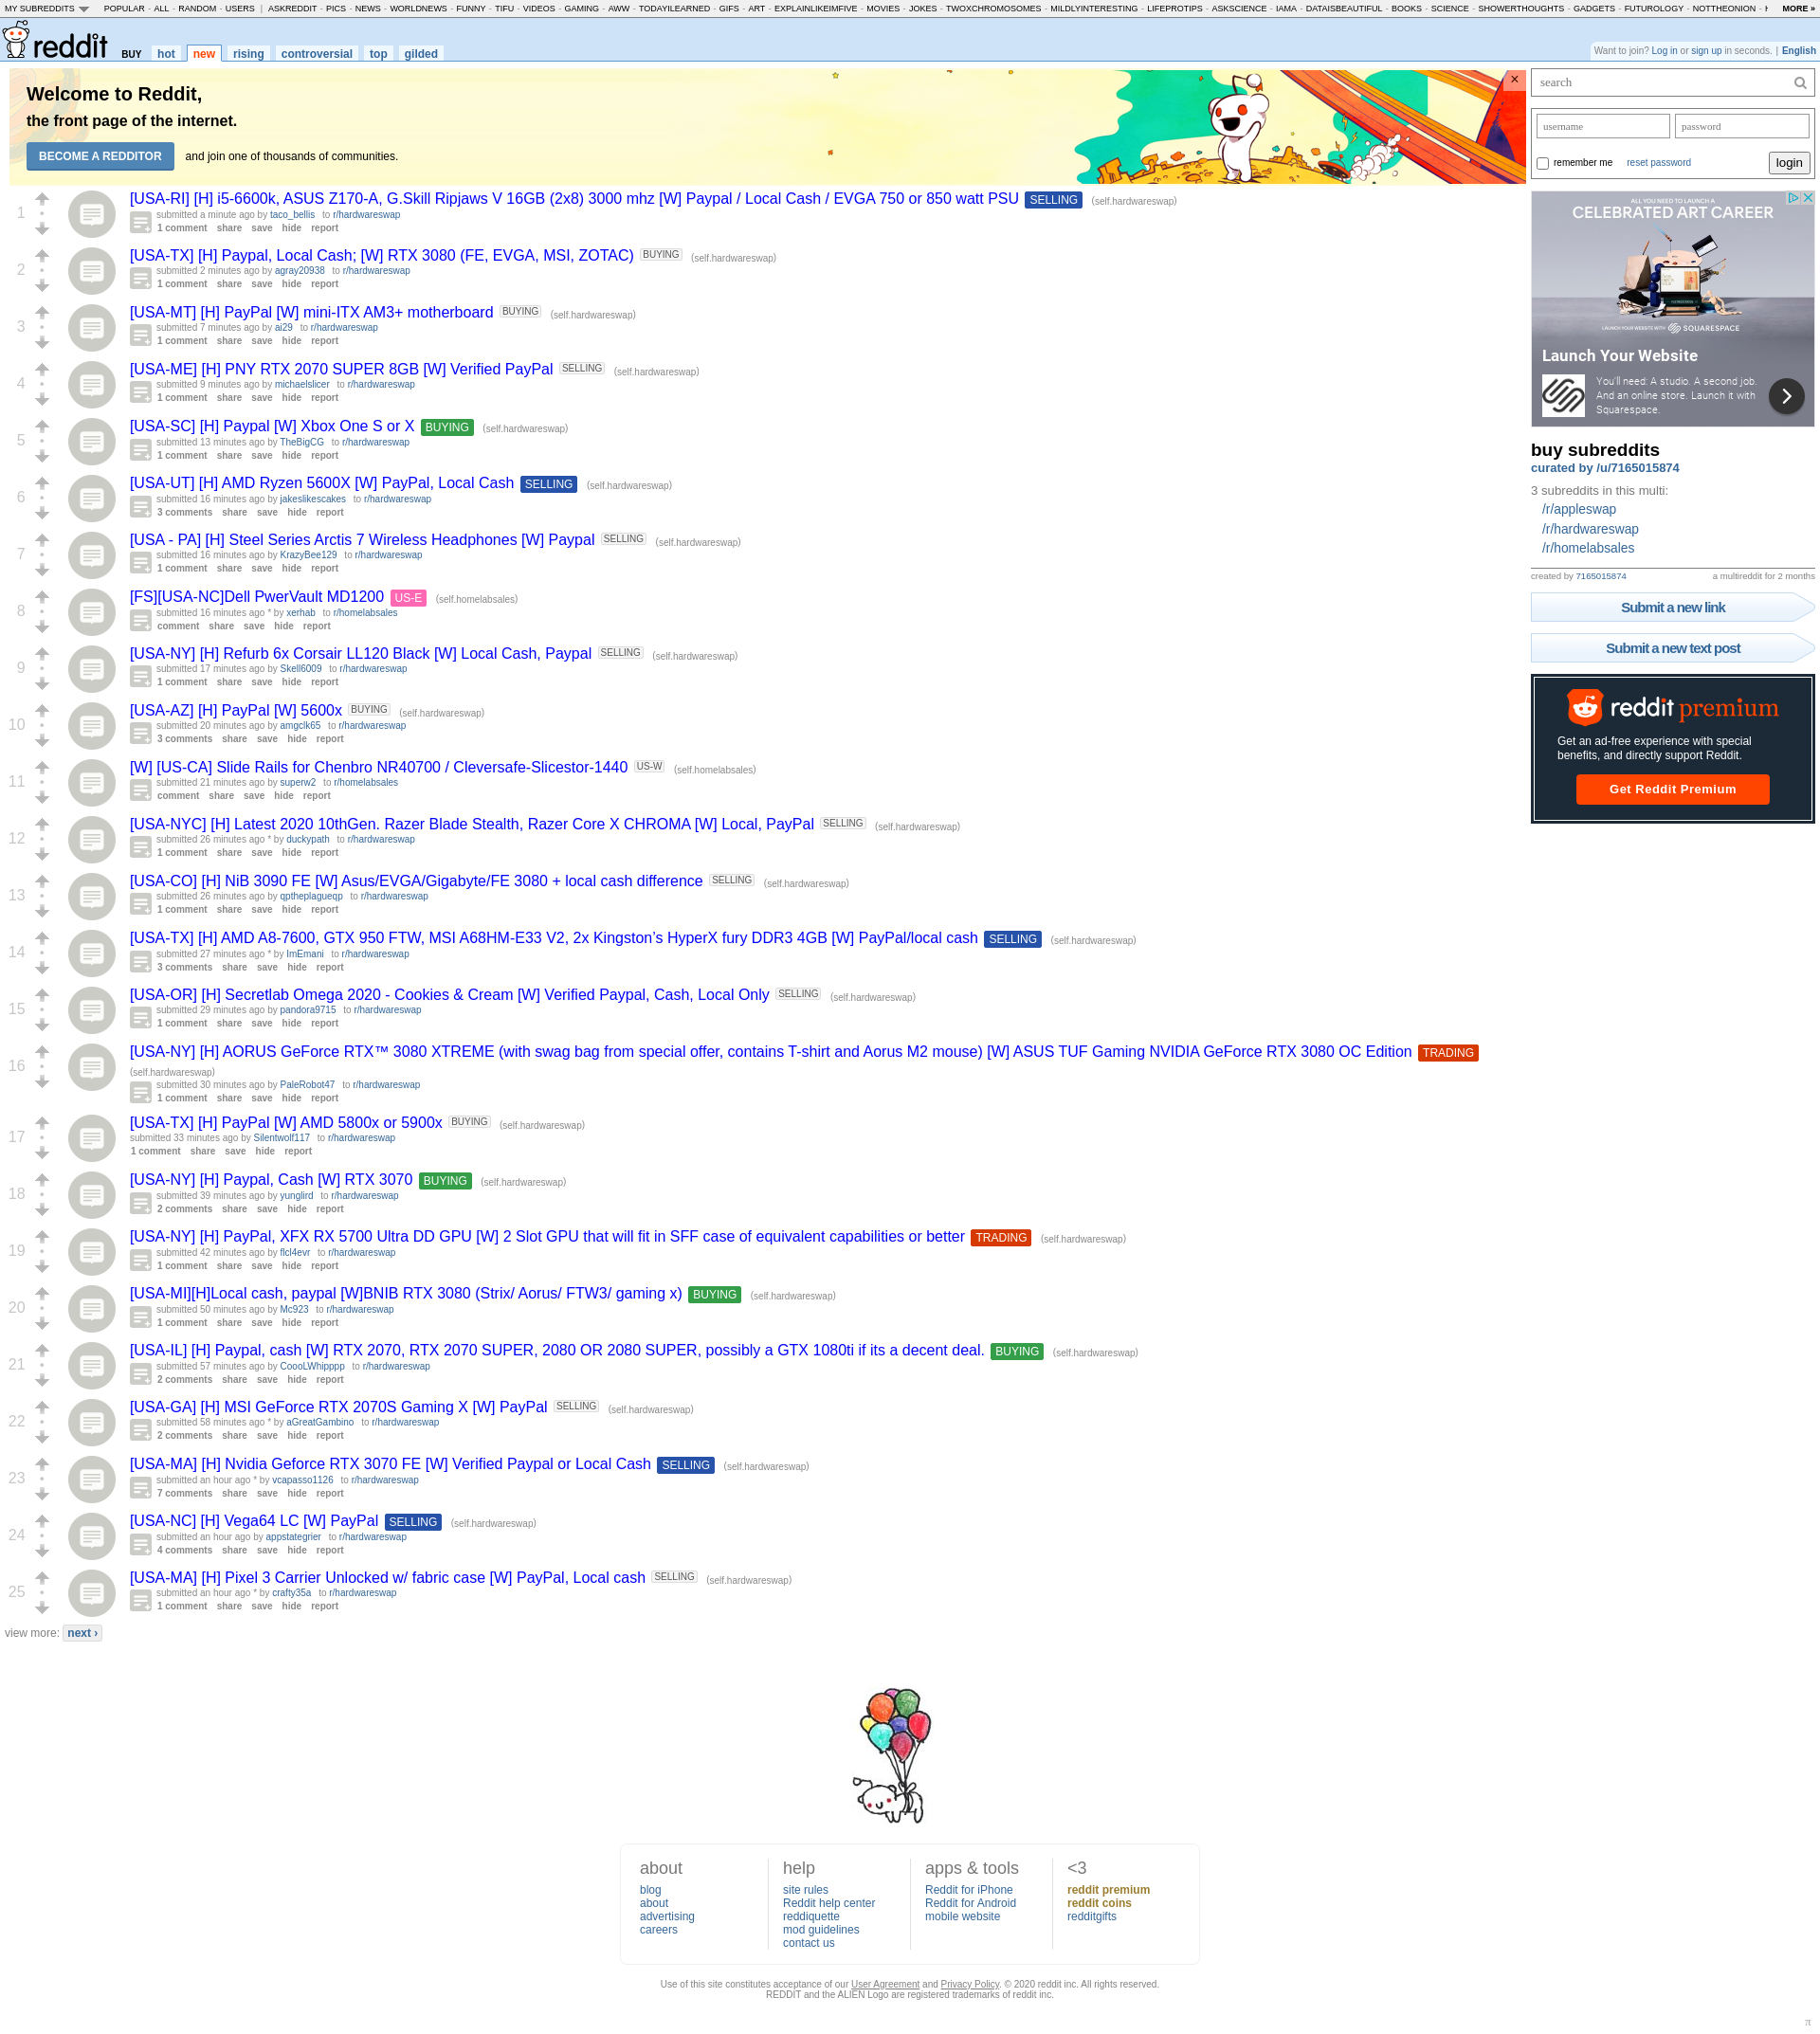 MY SUBREDDITS POPULAR - ALL - RANDOM - USERS | ASKREDDIT - PICS - NEWS - WORLDNEWS - FUNNY - TIFU - VIDEOS - GAMING - AWW - TODAYILEARNED - GIFS - ART - EXPLAINLIKEIMFIVE - MOVIES - JOKES - TWOXCHROMOSOMES - MILDLYINTERESTING - LIFEPROTIPS - ASKSCIENCE - IAMA - DATAISBEAUTIFUL - BOOKS - SCIENCE - SHOWERTHOUGHTS - GADGETS - FUTUROLOGY - NOTTHEONION - MORE »
reddit BUY hot new rising controversial top gilded
Want to join? Log in or sign up in seconds. | English
Welcome to Reddit,
the front page of the internet.
BECOME A REDDITOR and join one of thousands of communities.
×
1
[USA-RI] [H] i5-6600k, ASUS Z170-A, G.Skill Ripjaws V 16GB (2x8) 3000 mhz [W] Paypal / Local Cash / EVGA 750 or 850 watt PSU SELLING (self.hardwareswap)
submitted a minute ago by taco_bellis to r/hardwareswap
1 comment share save hide report
2
[USA-TX] [H] Paypal, Local Cash; [W] RTX 3080 (FE, EVGA, MSI, ZOTAC) BUYING (self.hardwareswap)
submitted 2 minutes ago by agray20938 to r/hardwareswap
1 comment share save hide report
3
[USA-MT] [H] PayPal [W] mini-ITX AM3+ motherboard BUYING (self.hardwareswap)
submitted 7 minutes ago by ai29 to r/hardwareswap
1 comment share save hide report
4
[USA-ME] [H] PNY RTX 2070 SUPER 8GB [W] Verified PayPal SELLING (self.hardwareswap)
submitted 9 minutes ago by michaelslicer to r/hardwareswap
1 comment share save hide report
5
[USA-SC] [H] Paypal [W] Xbox One S or X BUYING (self.hardwareswap)
submitted 13 minutes ago by TheBigCG to r/hardwareswap
1 comment share save hide report
6
[USA-UT] [H] AMD Ryzen 5600X [W] PayPal, Local Cash SELLING (self.hardwareswap)
submitted 16 minutes ago by jakeslikescakes to r/hardwareswap
3 comments share save hide report
7
[USA - PA] [H] Steel Series Arctis 7 Wireless Headphones [W] Paypal SELLING (self.hardwareswap)
submitted 16 minutes ago by KrazyBee129 to r/hardwareswap
1 comment share save hide report
8
[FS][USA-NC]Dell PwerVault MD1200 US-E (self.homelabsales)
submitted 16 minutes ago * by xerhab to r/homelabsales
comment share save hide report
9
[USA-NY] [H] Refurb 6x Corsair LL120 Black [W] Local Cash, Paypal SELLING (self.hardwareswap)
submitted 17 minutes ago by Skell6009 to r/hardwareswap
1 comment share save hide report
10
[USA-AZ] [H] PayPal [W] 5600x BUYING (self.hardwareswap)
submitted 20 minutes ago by amgclk65 to r/hardwareswap
3 comments share save hide report
11
[W] [US-CA] Slide Rails for Chenbro NR40700 / Cleversafe-Slicestor-1440 US-W (self.homelabsales)
submitted 21 minutes ago by superw2 to r/homelabsales
comment share save hide report
12
[USA-NYC] [H] Latest 2020 10thGen. Razer Blade Stealth, Razer Core X CHROMA [W] Local, PayPal SELLING (self.hardwareswap)
submitted 26 minutes ago * by duckypath to r/hardwareswap
1 comment share save hide report
13
[USA-CO] [H] NiB 3090 FE [W] Asus/EVGA/Gigabyte/FE 3080 + local cash difference SELLING (self.hardwareswap)
submitted 26 minutes ago by qptheplagueqp to r/hardwareswap
1 comment share save hide report
14
[USA-TX] [H] AMD A8-7600, GTX 950 FTW, MSI A68HM-E33 V2, 2x Kingston’s HyperX fury DDR3 4GB [W] PayPal/local cash SELLING (self.hardwareswap)
submitted 27 minutes ago * by ImEmani to r/hardwareswap
3 comments share save hide report
15
[USA-OR] [H] Secretlab Omega 2020 - Cookies & Cream [W] Verified Paypal, Cash, Local Only SELLING (self.hardwareswap)
submitted 29 minutes ago by pandora9715 to r/hardwareswap
1 comment share save hide report
16
[USA-NY] [H] AORUS GeForce RTX™ 3080 XTREME (with swag bag from special offer, contains T-shirt and Aorus M2 mouse) [W] ASUS TUF Gaming NVIDIA GeForce RTX 3080 OC Edition TRADING
(self.hardwareswap)
submitted 30 minutes ago by PaleRobot47 to r/hardwareswap
1 comment share save hide report
17
[USA-TX] [H] PayPal [W] AMD 5800x or 5900x BUYING (self.hardwareswap)
submitted 33 minutes ago by Silentwolf117 to r/hardwareswap
1 comment share save hide report
18
[USA-NY] [H] Paypal, Cash [W] RTX 3070 BUYING (self.hardwareswap)
submitted 39 minutes ago by yunglird to r/hardwareswap
2 comments share save hide report
19
[USA-NY] [H] PayPal, XFX RX 5700 Ultra DD GPU [W] 2 Slot GPU that will fit in SFF case of equivalent capabilities or better TRADING (self.hardwareswap)
submitted 42 minutes ago by flcl4evr to r/hardwareswap
1 comment share save hide report
20
[USA-MI][H]Local cash, paypal [W]BNIB RTX 3080 (Strix/ Aorus/ FTW3/ gaming x) BUYING (self.hardwareswap)
submitted 50 minutes ago by Mc923 to r/hardwareswap
1 comment share save hide report
21
[USA-IL] [H] Paypal, cash [W] RTX 2070, RTX 2070 SUPER, 2080 OR 2080 SUPER, possibly a GTX 1080ti if its a decent deal. BUYING (self.hardwareswap)
submitted 57 minutes ago by CoooLWhipppp to r/hardwareswap
2 comments share save hide report
22
[USA-GA] [H] MSI GeForce RTX 2070S Gaming X [W] PayPal SELLING (self.hardwareswap)
submitted 58 minutes ago * by aGreatGambino to r/hardwareswap
2 comments share save hide report
23
[USA-MA] [H] Nvidia Geforce RTX 3070 FE [W] Verified Paypal or Local Cash SELLING (self.hardwareswap)
submitted an hour ago * by vcapasso1126 to r/hardwareswap
7 comments share save hide report
24
[USA-NC] [H] Vega64 LC [W] PayPal SELLING (self.hardwareswap)
submitted an hour ago by appstategrier to r/hardwareswap
4 comments share save hide report
25
[USA-MA] [H] Pixel 3 Carrier Unlocked w/ fabric case [W] PayPal, Local cash SELLING (self.hardwareswap)
submitted an hour ago * by crafty35a to r/hardwareswap
1 comment share save hide report
view more: next ›
search
username password
remember me reset password login
ALL YOU NEED TO LAUNCH A
CELEBRATED ART CAREER
LAUNCH YOUR WEBSITE WITH SQUARESPACE
Launch Your Website
You'll need: A studio. A second job.
And an online store. Launch it with
Squarespace.
buy subreddits
curated by /u/7165015874
3 subreddits in this multi:
/r/appleswap
/r/hardwareswap
/r/homelabsales
created by 7165015874 a multireddit for 2 months
Submit a new link
Submit a new text post
reddit premium
Get an ad-free experience with special
benefits, and directly support Reddit.
Get Reddit Premium
about
blog
about
advertising
careers
help
site rules
Reddit help center
reddiquette
mod guidelines
contact us
apps & tools
Reddit for iPhone
Reddit for Android
mobile website
<3
reddit premium
reddit coins
redditgifts
Use of this site constitutes acceptance of our User Agreement and Privacy Policy. © 2020 reddit inc. All rights reserved.
REDDIT and the ALIEN Logo are registered trademarks of reddit inc.
π